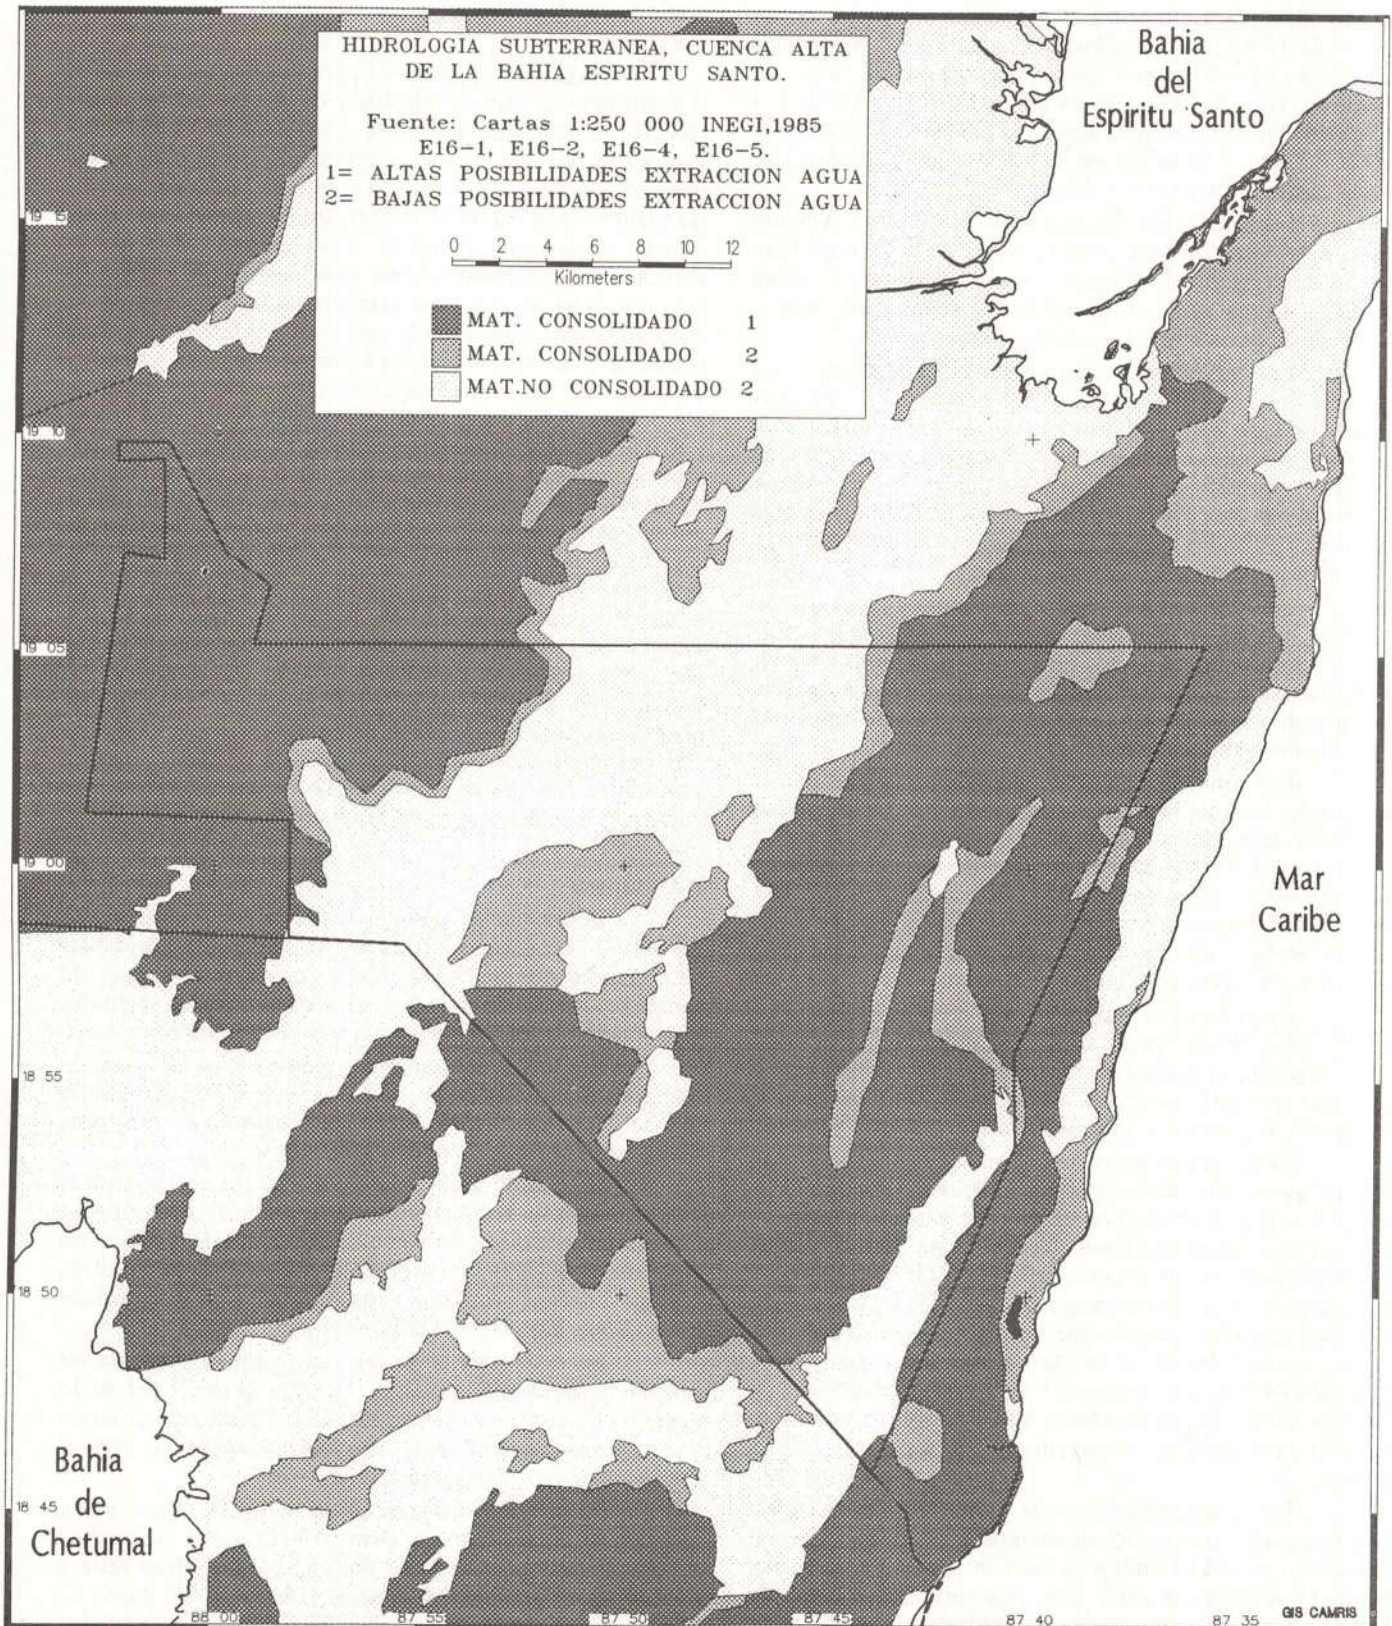 HIDROLOGIA SUBTERRANEA, CUENCA ALTA
DE LA BAHIA ESPIRITU SANTO.
Fuente: Cartas 1:250 000 INEGI,1985
E16-1, E16-2, E16-4, E16-5.
1= ALTAS POSIBILIDADES EXTRACCION AGUA
2= BAJAS POSIBILIDADES EXTRACCION AGUA
0 2 4 6 8 10 12
Kilometers
MAT. CONSOLIDADO 1
MAT. CONSOLIDADO 2
MAT.NO CONSOLIDADO 2
Bahia
del
Espiritu Santo
19 15
19 10
19 05
19 00
Mar
Caribe
18 55
18 50
Bahia
de
Chetumal
18 45
88 00
87 55
87 50
87 45
87 40
87 35
GIS CAMRIS